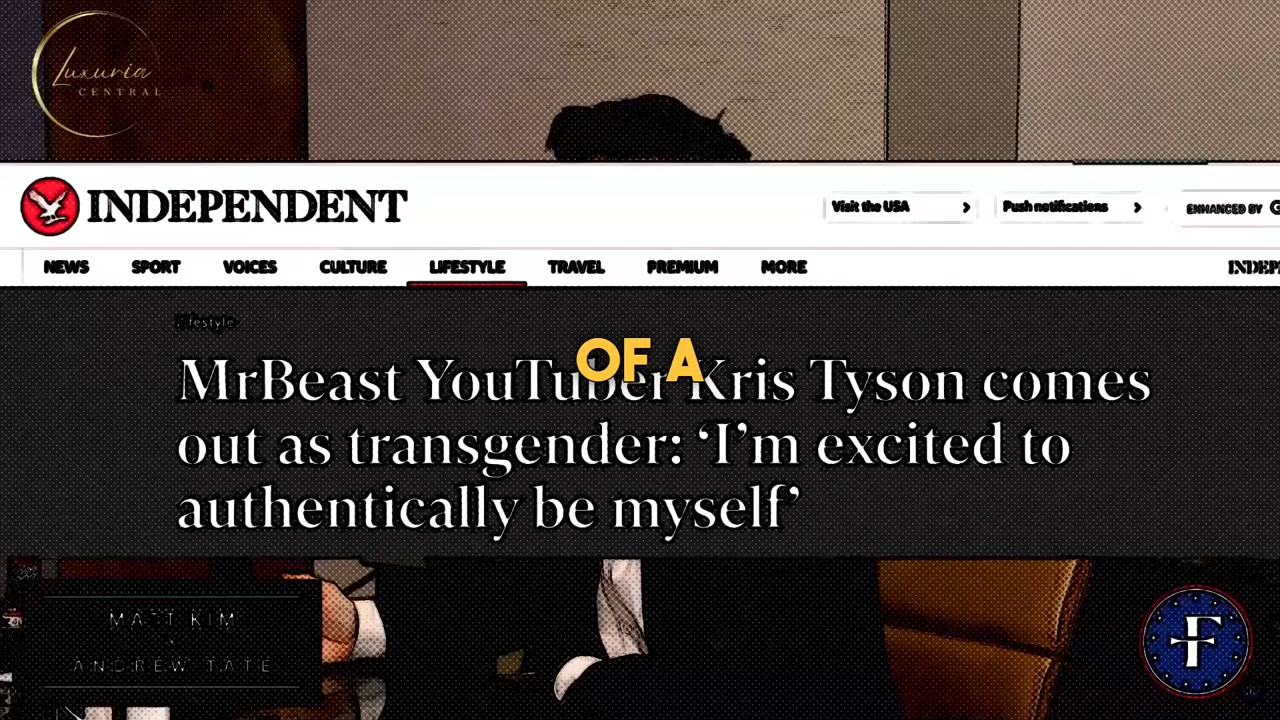 Luxuria
CENTRAL
INDEPENDENT
Visit the USA
Push notifications
ENHANCED BY
NEWS SPORT VOICES CULTURE LIFESTYLE TRAVEL PREMIUM MORE
Lifestyle
OF A
MrBeast YouTuber Kris Tyson comes
out as transgender: ‘I’m excited to
authentically be myself’
MATT KIM
ANDREW TATE
F